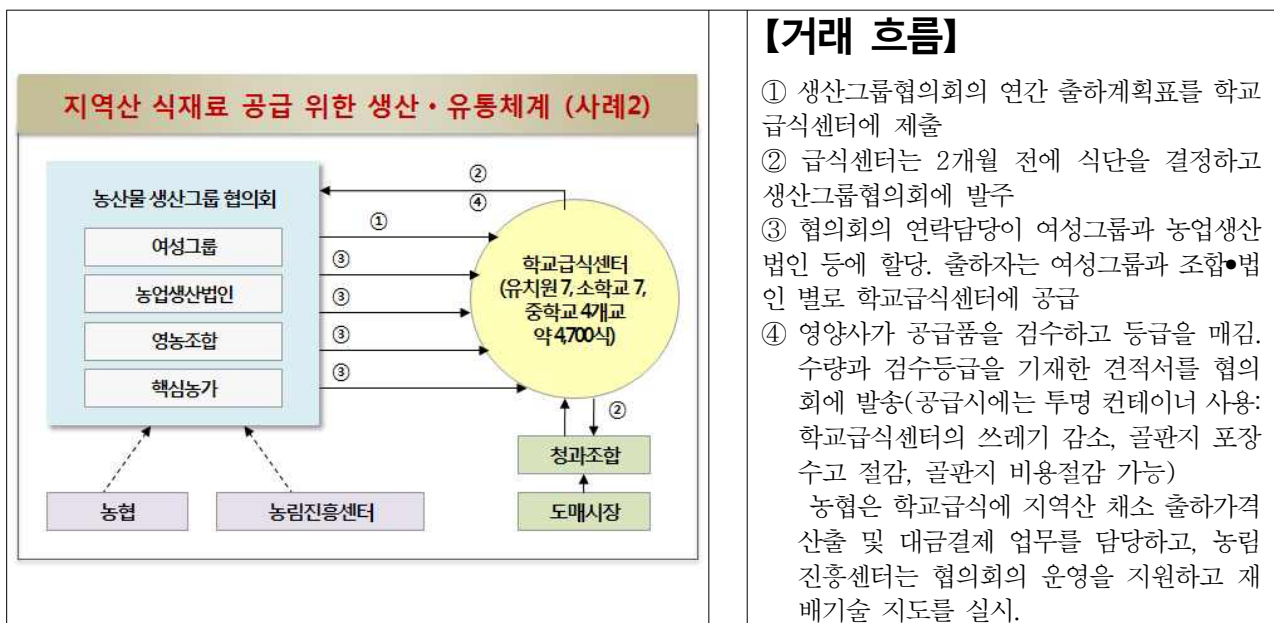 지역산 식재료 공급 위한 생산・유통체계 (사례2)
농산물 생산그룹 협의회
여성그룹
농업생산법인
영농조합
핵심농가
②
④
①
③
③
③
③
학교급식센터
(유치원 7, 소학교 7,
중학교 4개교
약 4,700식)
②
청과조합
도매시장
농협
농림진흥센터
【거래 흐름】
① 생산그룹협의회의 연간 출하계획표를 학교
급식센터에 제출
② 급식센터는 2개월 전에 식단을 결정하고
생산그룹협의회에 발주
③ 협의회의 연락담당이 여성그룹과 농업생산
법인 등에 할당. 출하자는 여성그룹과 조합●법
인 별로 학교급식센터에 공급
④ 영양사가 공급품을 검수하고 등급을 매김.
수량과 검수등급을 기재한 견적서를 협의
회에 발송(공급시에는 투명 컨테이너 사용:
학교급식센터의 쓰레기 감소, 골판지 포장
수고 절감, 골판지 비용절감 가능)
농협은 학교급식에 지역산 채소 출하가격
산출 및 대금결제 업무를 담당하고, 농림
진흥센터는 협의회의 운영을 지원하고 재
배기술 지도를 실시.